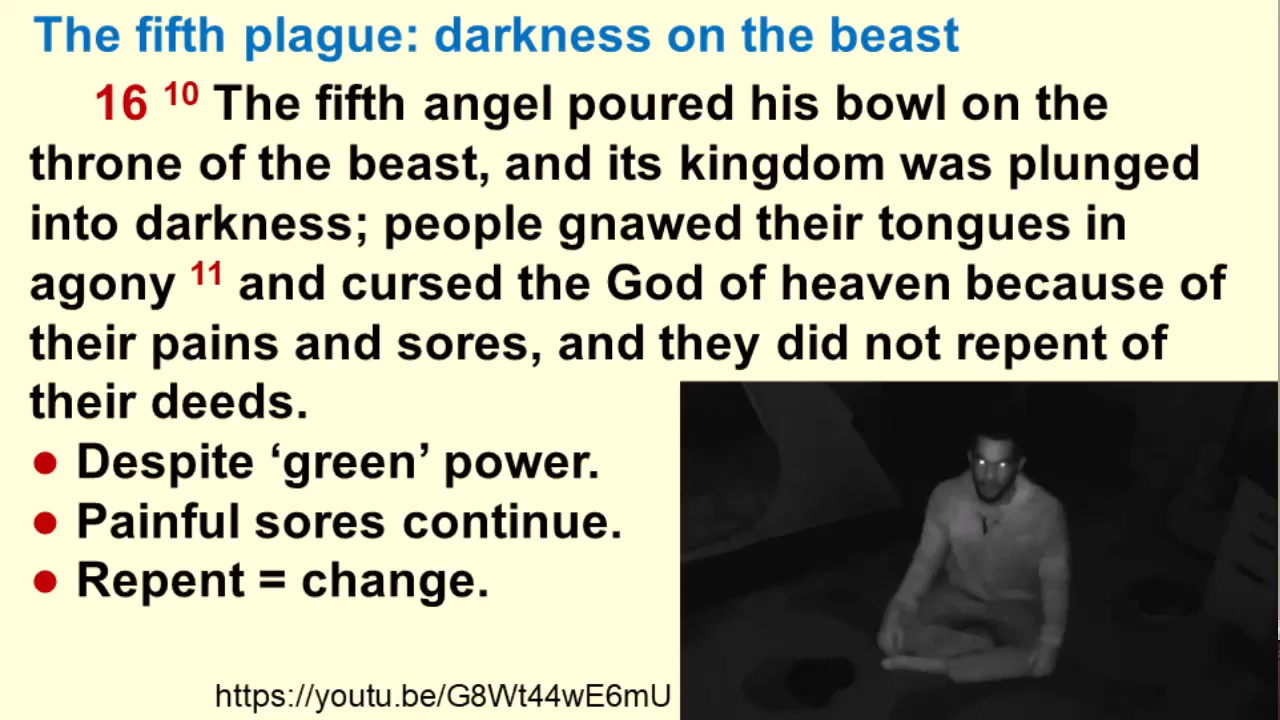 The fifth plague: darkness on the beast
16 10 The fifth angel poured his bowl on the
throne of the beast, and its kingdom was plunged
into darkness; people gnawed their tongues in
agony 11 and cursed the God of heaven because of
their pains and sores, and they did not repent of
their deeds.
● Despite ‘green’ power.
● Painful sores continue.
● Repent = change.
https://youtu.be/G8Wt44wE6mU